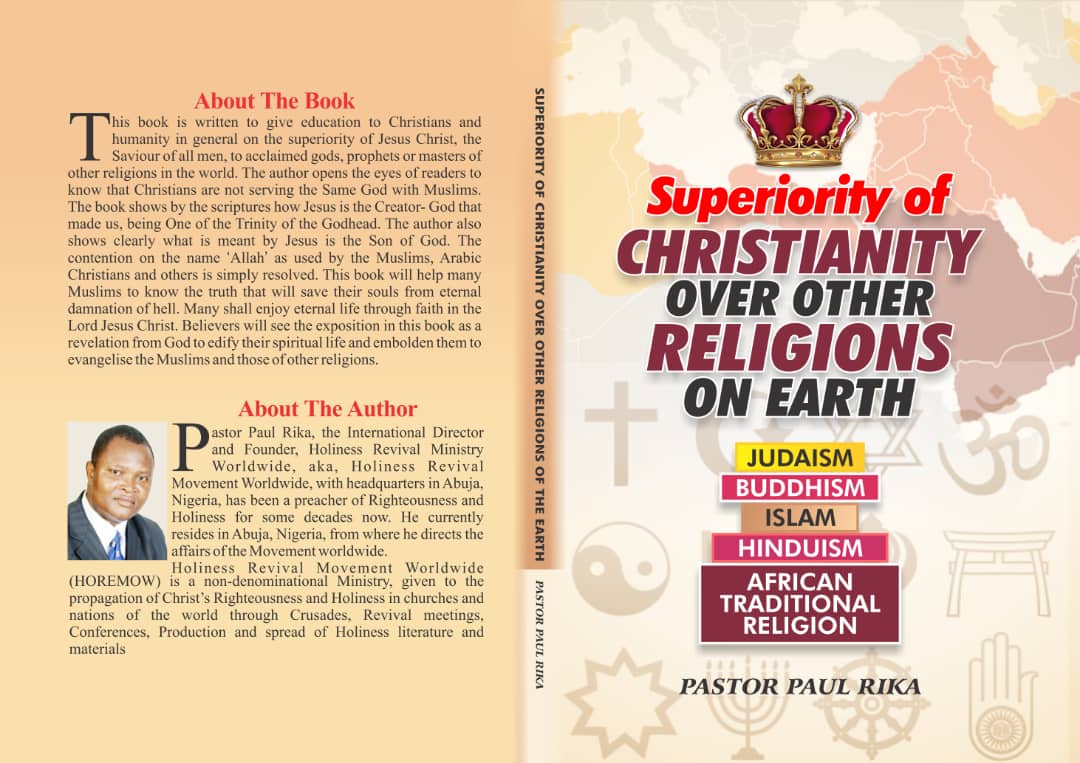 About The Book
This book is written to give education to Christians and
humanity in general on the superiority of Jesus Christ, the
Saviour of all men, to acclaimed gods, prophets or masters of
other religions in the world. The author opens the eyes of readers to
know that Christians are not serving the Same God with Muslims.
The book shows by the scriptures how Jesus is the Creator- God that
made us, being One of the Trinity of the Godhead. The author also
shows clearly what is meant by Jesus is the Son of God. The
contention on the name 'Allah' as used by the Muslims, Arabic
Christians and others is simply resolved. This book will help many
Muslims to know the truth that will save their souls from eternal
damnation of hell. Many shall enjoy eternal life through faith in the
Lord Jesus Christ. Believers will see the exposition in this book as a
revelation from God to edify their spiritual life and embolden them to
evangelise the Muslims and those of other religions.
About The Author
Pastor Paul Rika, the International Director
and Founder, Holiness Revival Ministry
Worldwide, aka, Holiness Revival
Movement Worldwide, with headquarters in Abuja,
Nigeria, has been a preacher of Righteousness and
Holiness for some decades now. He currently
resides in Abuja, Nigeria, from where he directs the
affairs of the Movement worldwide.
Holiness Revival Movement Worldwide
(HOREMOW) is a non-denominational Ministry, given to the
propagation of Christ's Righteousness and Holiness in churches and
nations of the world through Crusades, Revival meetings,
Conferences, Production and spread of Holiness literature and
materials
SUPERIORITY OF CHRISTIANITY OVER OTHER RELIGIONS OF THE EARTH PASTOR PAUL RIKA
Superiority of
CHRISTIANITY
OVER OTHER
RELIGIONS
ON EARTH
JUDAISM
BUDDHISM
ISLAM
HINDUISM
AFRICAN
TRADITIONAL
RELIGION
PASTOR PAUL RIKA